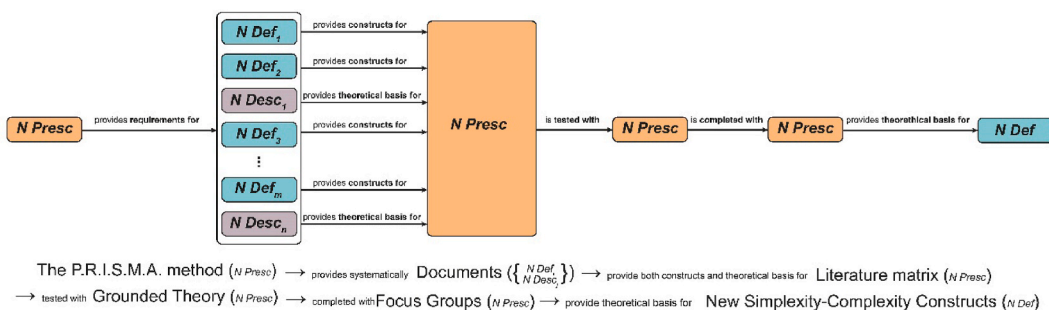 N Def1 provides constructs for
N Def2 provides constructs for
N Desc1 provides theoretical basis for
N Presc provides requirements for N Def3 provides constructs for N Presc is tested with N Presc is completed with N Presc provides theorethical basis for N Def
⋮
N Defm provides constructs for
N Descn provides theoretical basis for
The P.R.I.S.M.A. method (N Presc) → provides systematically Documents ({N Defi N Descj}) → provide both constructs and theoretical basis for Literature matrix (N Presc)
→ tested with Grounded Theory (N Presc) → completed with Focus Groups (N Presc) → provide theoretical basis for New Simplexity-Complexity Constructs (N Def)